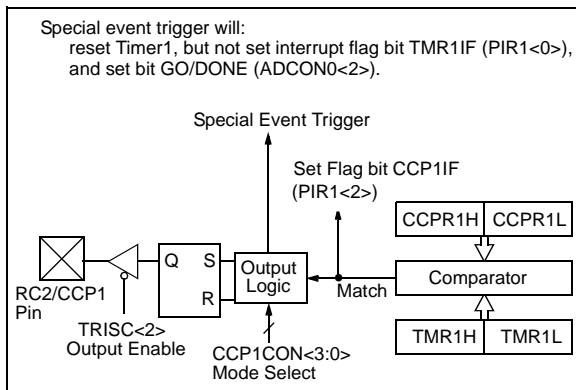 Special event trigger will:
reset Timer1, but not set interrupt flag bit TMR1IF (PIR1<0>),
and set bit GO/DONE (ADCON0<2>).
Special Event Trigger
Set Flag bit CCP1IF
(PIR1<2>)
CCPR1H CCPR1L
Q S Output
Logic
R
Match
Comparator
RC2/CCP1
Pin
TRISC<2>
Output Enable
CCP1CON<3:0>
Mode Select
TMR1H TMR1L